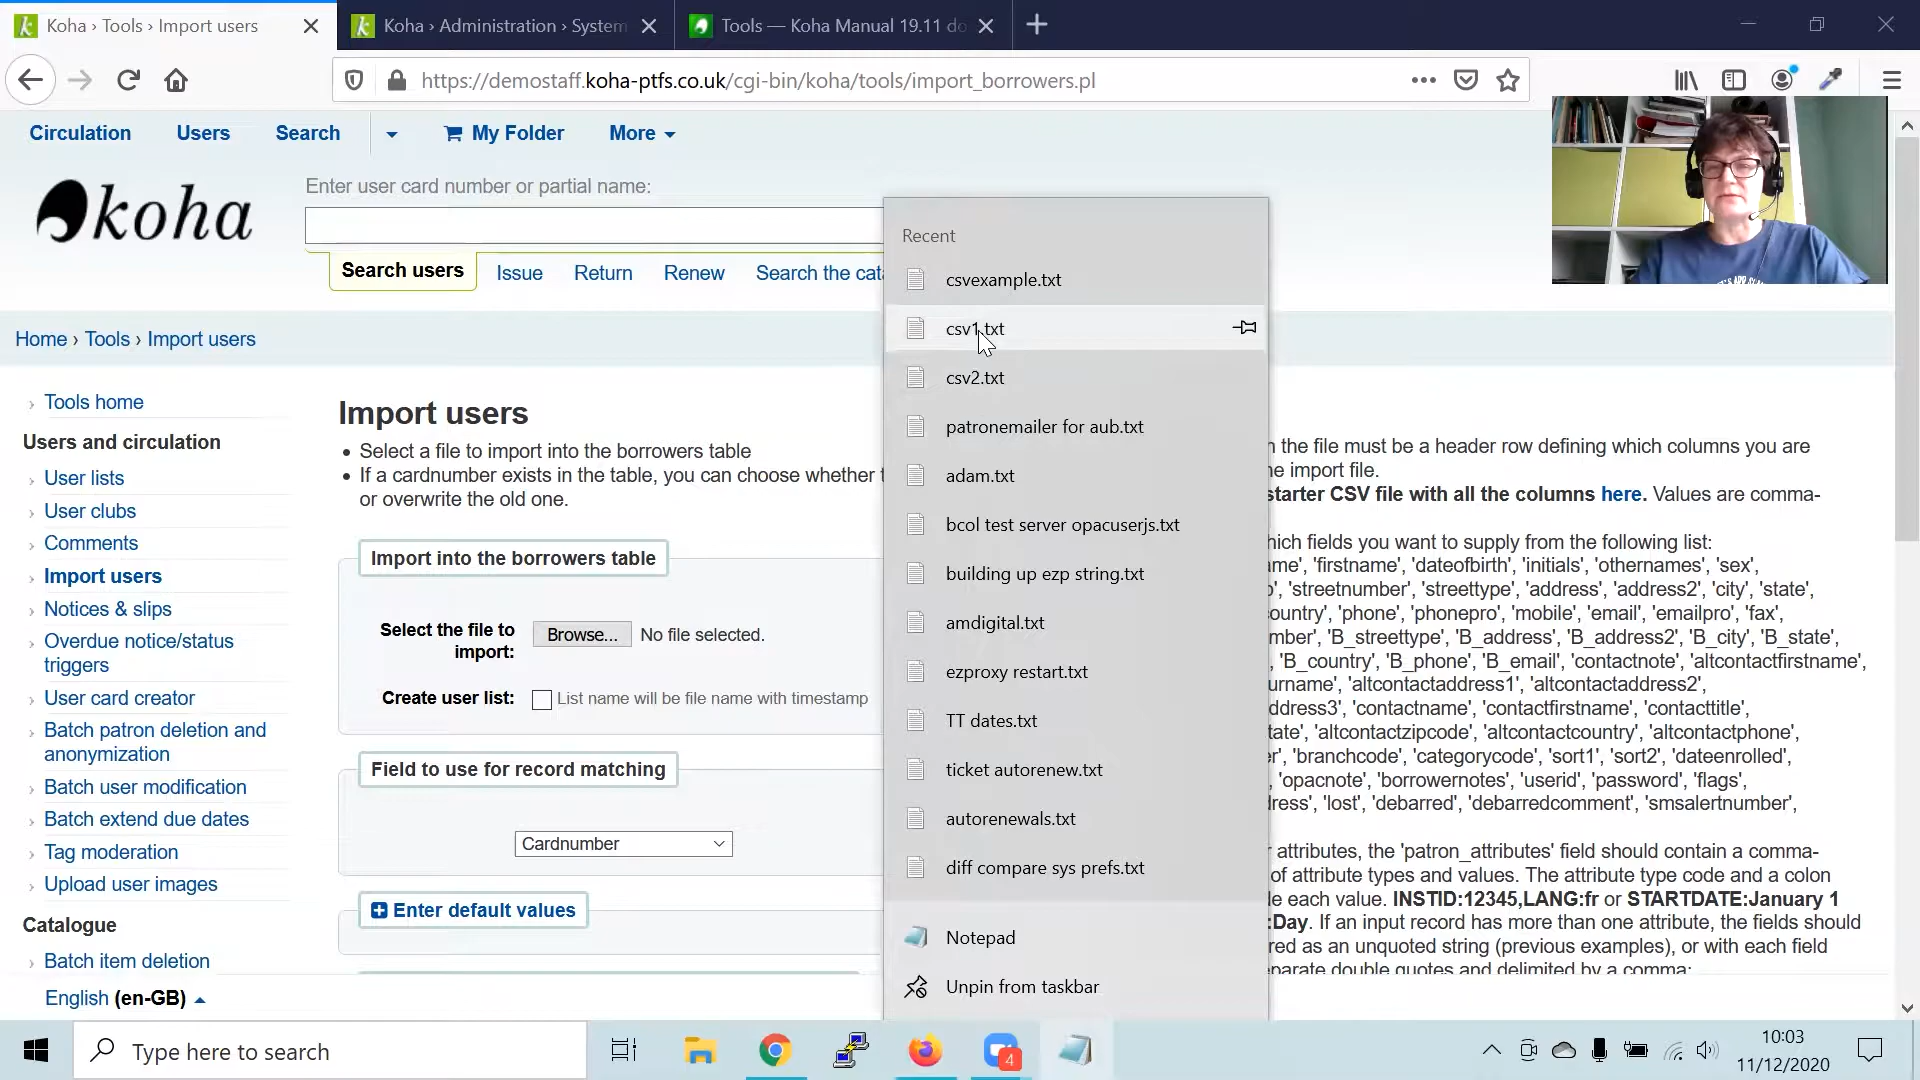 Koha › Tools › Import users
Koha › Administration › System
Tools — Koha Manual 19.11 do
https://demostaff.koha-ptfs.co.uk/cgi-bin/koha/tools/import_borrowers.pl
Circulation
Users
Search
My Folder
More
koha
Enter user card number or partial name:
Search users
Issue
Return
Renew
Search the cat
Home › Tools › Import users
Tools home
Users and circulation
User lists
User clubs
Comments
Import users
Notices & slips
Overdue notice/status
triggers
User card creator
Batch patron deletion and
anonymization
Batch user modification
Batch extend due dates
Tag moderation
Upload user images
Catalogue
Batch item deletion
English (en-GB)
Import users
Select a file to import into the borrowers table
If a cardnumber exists in the table, you can choose whether t
or overwrite the old one.
Import into the borrowers table
Select the file to
import:
Browse...
No file selected.
Create user list:
List name will be file name with timestamp
Field to use for record matching
Cardnumber
Enter default values
Recent
csvexample.txt
csv1.txt
csv2.txt
patronemailer for aub.txt
adam.txt
bcol test server opacuserjs.txt
building up ezp string.txt
amdigital.txt
ezproxy restart.txt
TT dates.txt
ticket autorenew.txt
autorenewals.txt
diff compare sys prefs.txt
Notepad
Unpin from taskbar
n the file must be a header row defining which columns you are
he import file.
starter CSV file with all the columns here. Values are comma-
hich fields you want to supply from the following list:
me', 'firstname', 'dateofbirth', 'initials', 'othernames', 'sex',
o', 'streetnumber', 'streettype', 'address', 'address2', 'city', 'state',
ountry', 'phone', 'phonepro', 'mobile', 'email', 'emailpro', 'fax',
mber', 'B_streettype', 'B_address', 'B_address2', 'B_city', 'B_state',
, 'B_country', 'B_phone', 'B_email', 'contactnote', 'altcontactfirstname',
urname', 'altcontactaddress1', 'altcontactaddress2',
ddress3', 'contactname', 'contactfirstname', 'contacttitle',
tate', 'altcontactzipcode', 'altcontactcountry', 'altcontactphone',
r', 'branchcode', 'categorycode', 'sort1', 'sort2', 'dateenrolled',
, 'opacnote', 'borrowernotes', 'userid', 'password', 'flags',
dress', 'lost', 'debarred', 'debarredcomment', 'smsalertnumber',
r attributes, the 'patron_attributes' field should contain a comma-
of attribute types and values. The attribute type code and a colon
de each value. INSTID:12345,LANG:fr or STARTDATE:January 1
:Day. If an input record has more than one attribute, the fields should
red as an unquoted string (previous examples), or with each field
eparate double quotes and delimited by a comma:
Type here to search
4
10:03
11/12/2020